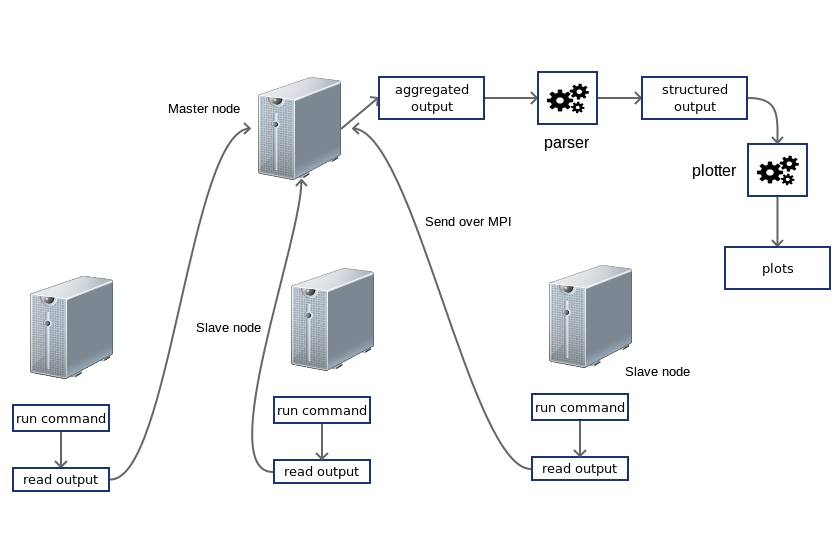 Master node
aggregated
output
parser
structured
output
plotter
plots
Send over MPI
Slave node
Slave node
run command
read output
run command
read output
run command
read output